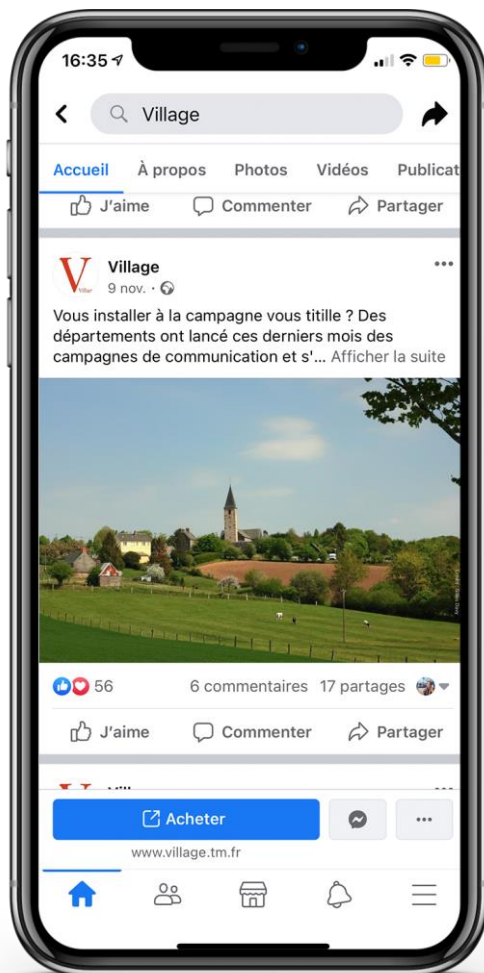 16:35
Village
Accueil À propos Photos Vidéos Publicat
J'aime Commenter Partager
V
Village
Village
9 nov. ·
Vous installer à la campagne vous titille ? Des
départements ont lancé ces derniers mois des
campagnes de communication et s'... Afficher la suite
56 6 commentaires 17 partages
J'aime Commenter Partager
Acheter
www.village.tm.fr